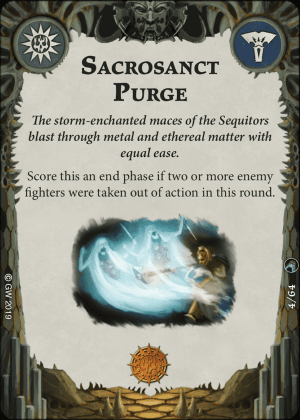 SACROSANCT
PURGE
The storm-enchanted maces of the Sequitors
blast through metal and ethereal matter with
equal ease.
Score this an end phase if two or more enemy
fighters were taken out of action in this round.
© GW 2019
4/64